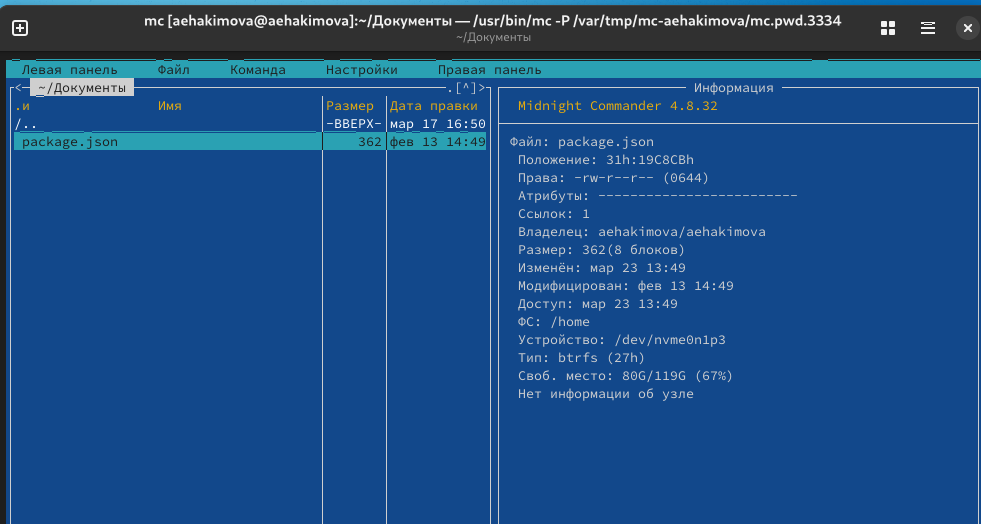 mc [aehakimova@aehakimova]:~/Документы — /usr/bin/mc -P /var/tmp/mc-aehakimova/mc.pwd.3334
~/Документы
Левая панель Файл Команда Настройки Правая панель
<─ ~/Документы .[^]>
.и Имя Размер Дата правки
/.. -ВВЕРХ- мар 17 16:50
package.json 362 фев 13 14:49
Информация
Midnight Commander 4.8.32
Файл: package.json
Положение: 31h:19C8CBh
Права: -rw-r--r-- (0644)
Атрибуты: -------------------------
Ссылок: 1
Владелец: aehakimova/aehakimova
Размер: 362(8 блоков)
Изменён: мар 23 13:49
Модифицирован: фев 13 14:49
Доступ: мар 23 13:49
ФС: /home
Устройство: /dev/nvme0n1p3
Тип: btrfs (27h)
Своб. место: 80G/119G (67%)
Нет информации об узле